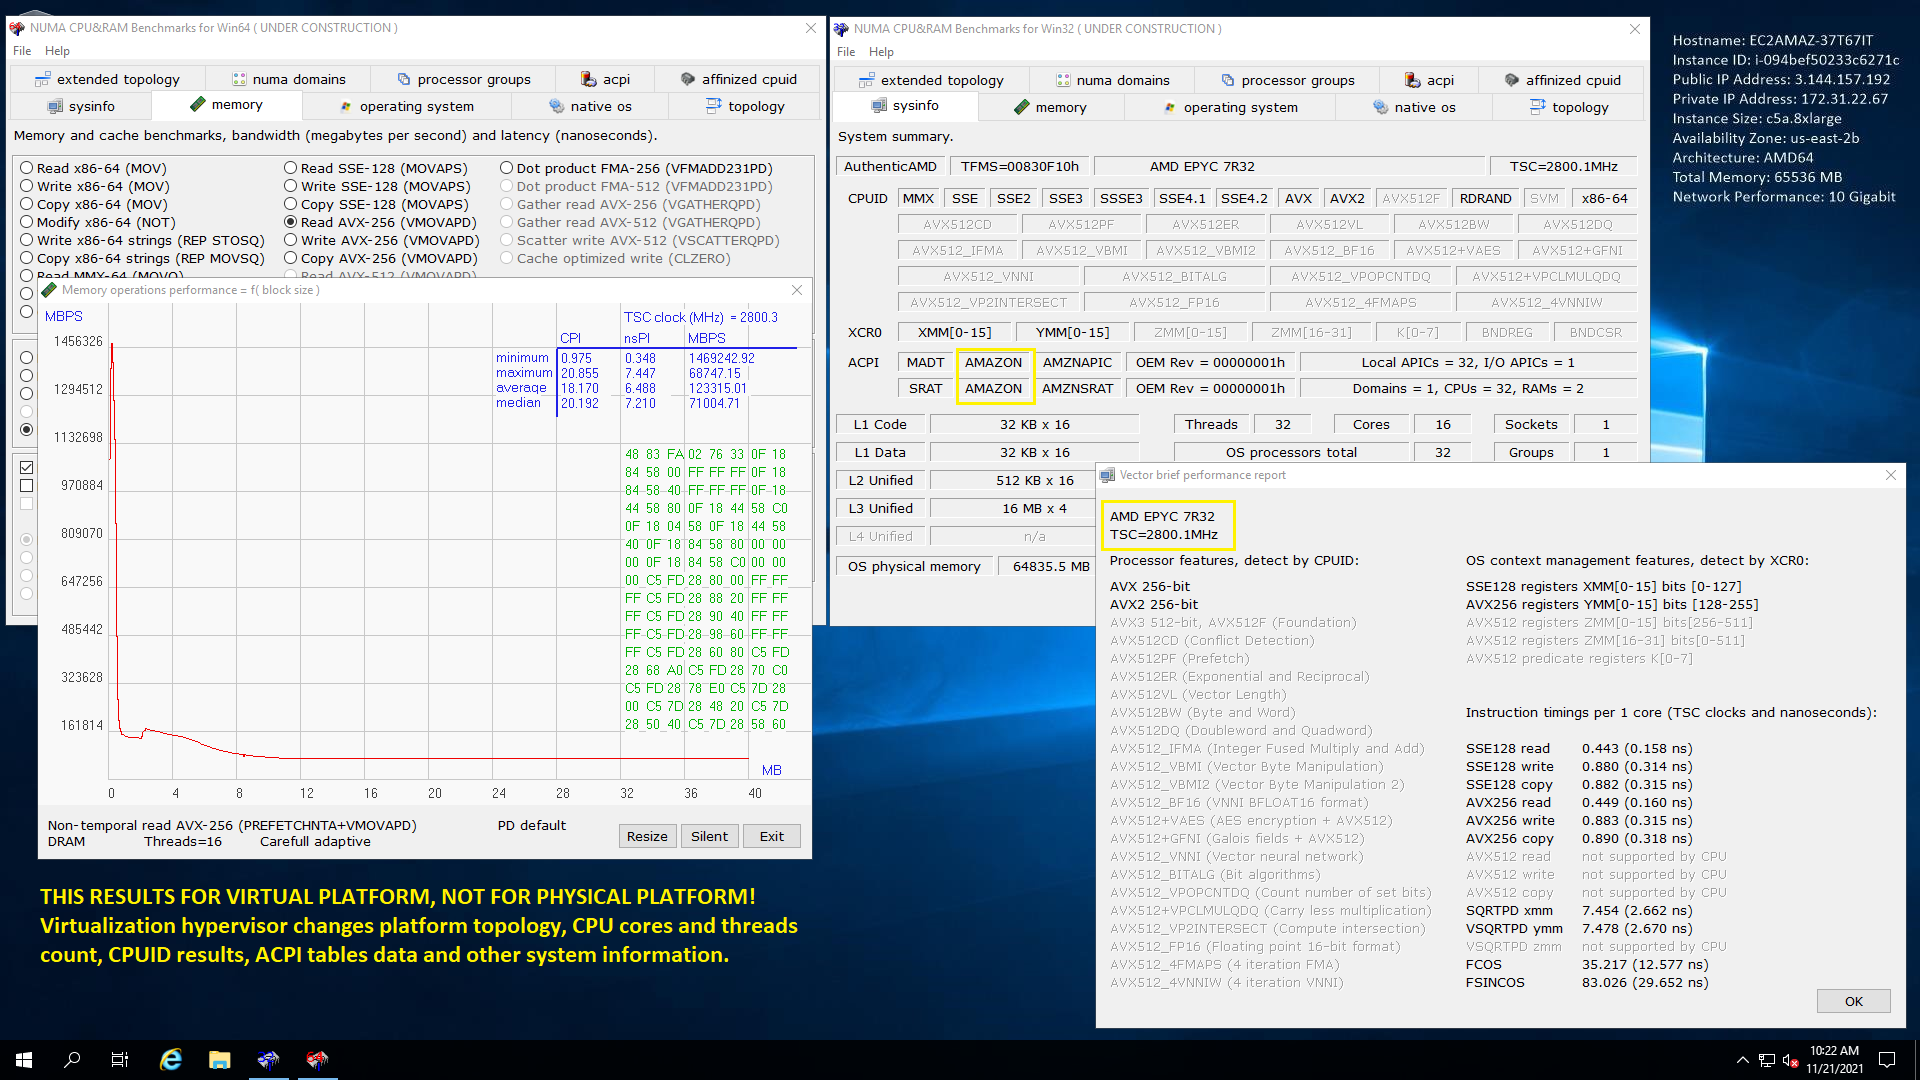 NUMA CPU&RAM Benchmarks for Win64 ( UNDER CONSTRUCTION )
File Help
extended topology numa domains processor groups acpi affinized cpuid
sysinfo memory operating system native os topology
Memory and cache benchmarks, bandwidth (megabytes per second) and latency (nanoseconds).
Read x86-64 (MOV) Read SSE-128 (MOVAPS) Dot product FMA-256 (VFMADD231PD)
Write x86-64 (MOV) Write SSE-128 (MOVAPS) Dot product FMA-512 (VFMADD231PD)
Copy x86-64 (MOV) Copy SSE-128 (MOVAPS) Gather read AVX-256 (VGATHERQPD)
Modify x86-64 (NOT) Read AVX-256 (VMOVAPD) Gather read AVX-512 (VGATHERQPD)
Write x86-64 strings (REP STOSQ) Write AVX-256 (VMOVAPD) Scatter write AVX-512 (VSCATTERQPD)
Copy x86-64 strings (REP MOVSQ) Copy AVX-256 (VMOVAPD) Cache optimized write (CLZERO)
Read MMX-64 (MOVQ) Read AVX-512 (VMOVAPD)
Memory operations performance = f( block size )
MBPS
TSC clock (MHz) = 2800.3
CPI nsPI MBPS
minimum 0.975 0.348 1469242.92
maximum 20.855 7.447 68747.15
average 18.170 6.488 123315.01
median 20.192 7.210 71004.71
1456326
1294512
1132698
970884
809070
647256
485442
323628
161814
48 83 FA 02 76 33 0F 18
84 58 00 FF FF FF 0F 18
84 58 40 FF FF FF 0F 18
44 58 80 0F 18 44 58 C0
0F 18 04 58 0F 18 44 58
40 0F 18 84 58 80 00 00
00 0F 18 84 58 C0 00 00
00 C5 FD 28 80 00 FF FF
FF C5 FD 28 88 20 FF FF
FF C5 FD 28 90 40 FF FF
FF C5 FD 28 98 60 FF FF
FF C5 FD 28 60 80 C5 FD
28 68 A0 C5 FD 28 70 C0
C5 FD 28 78 E0 C5 7D 28
00 C5 7D 28 48 20 C5 7D
28 50 40 C5 7D 28 58 60
MB
0 4 8 12 16 20 24 28 32 36 40
Non-temporal read AVX-256 (PREFETCHNTA+VMOVAPD) PD default
DRAM Threads=16 Carefull adaptive
Resize Silent Exit
THIS RESULTS FOR VIRTUAL PLATFORM, NOT FOR PHYSICAL PLATFORM!
Virtualization hypervisor changes platform topology, CPU cores and threads
count, CPUID results, ACPI tables data and other system information.
NUMA CPU&RAM Benchmarks for Win32 ( UNDER CONSTRUCTION )
File Help
extended topology numa domains processor groups acpi affinized cpuid
sysinfo memory operating system native os topology
System summary.
AuthenticAMD TFMS=00830F10h AMD EPYC 7R32 TSC=2800.1MHz
CPUID MMX SSE SSE2 SSE3 SSSE3 SSE4.1 SSE4.2 AVX AVX2 AVX512F RDRAND SVM x86-64
AVX512CD AVX512PF AVX512ER AVX512VL AVX512BW AVX512DQ
AVX512_IFMA AVX512_VBMI AVX512_VBMI2 AVX512_BF16 AVX512+VAES AVX512+GFNI
AVX512_VNNI AVX512_BITALG AVX512_VPOPCNTDQ AVX512+VPCLMULQDQ
AVX512_VP2INTERSECT AVX512_FP16 AVX512_4FMAPS AVX512_4VNNIW
XCR0 XMM[0-15] YMM[0-15] ZMM[0-15] ZMM[16-31] K[0-7] BNDREG BNDCSR
ACPI MADT AMAZON AMZNAPIC OEM Rev = 00000001h Local APICs = 32, I/O APICs = 1
SRAT AMAZON AMZNSRAT OEM Rev = 00000001h Domains = 1, CPUs = 32, RAMs = 2
L1 Code 32 KB x 16 Threads 32 Cores 16 Sockets 1
L1 Data 32 KB x 16 OS processors total 32 Groups 1
L2 Unified 512 KB x 16
L3 Unified 16 MB x 4
L4 Unified n/a
OS physical memory 64835.5 MB
Vector brief performance report
AMD EPYC 7R32
TSC=2800.1MHz
Processor features, detect by CPUID:
AVX 256-bit
AVX2 256-bit
AVX3 512-bit, AVX512F (Foundation)
AVX512CD (Conflict Detection)
AVX512PF (Prefetch)
AVX512ER (Exponential and Reciprocal)
AVX512VL (Vector Length)
AVX512BW (Byte and Word)
AVX512DQ (Doubleword and Quadword)
AVX512_IFMA (Integer Fused Multiply and Add)
AVX512_VBMI (Vector Byte Manipulation)
AVX512_VBMI2 (Vector Byte Manipulation 2)
AVX512_BF16 (VNNI BFLOAT16 format)
AVX512+VAES (AES encryption + AVX512)
AVX512+GFNI (Galois fields + AVX512)
AVX512_VNNI (Vector neural network)
AVX512_BITALG (Bit algorithms)
AVX512_VPOPCNTDQ (Count number of set bits)
AVX512+VPCLMULQDQ (Carry less multiplication)
AVX512_VP2INTERSECT (Compute intersection)
AVX512_FP16 (Floating point 16-bit format)
AVX512_4FMAPS (4 iteration FMA)
AVX512_4VNNIW (4 iteration VNNI)
OS context management features, detect by XCR0:
SSE128 registers XMM[0-15] bits [0-127]
AVX256 registers YMM[0-15] bits [128-255]
AVX512 registers ZMM[0-15] bits[256-511]
AVX512 registers ZMM[16-31] bits[0-511]
AVX512 predicate registers K[0-7]
Instruction timings per 1 core (TSC clocks and nanoseconds):
SSE128 read 0.443 (0.158 ns)
SSE128 write 0.880 (0.314 ns)
SSE128 copy 0.882 (0.315 ns)
AVX256 read 0.449 (0.160 ns)
AVX256 write 0.883 (0.315 ns)
AVX256 copy 0.890 (0.318 ns)
AVX512 read not supported by CPU
AVX512 write not supported by CPU
AVX512 copy not supported by CPU
SQRTPD xmm 7.454 (2.662 ns)
VSQRTPD ymm 7.478 (2.670 ns)
VSQRTPD zmm not supported by CPU
FCOS 35.217 (12.577 ns)
FSINCOS 83.026 (29.652 ns)
OK
Hostname: EC2AMAZ-37T67IT
Instance ID: i-094bef50233c6271c
Public IP Address: 3.144.157.192
Private IP Address: 172.31.22.67
Instance Size: c5a.8xlarge
Availability Zone: us-east-2b
Architecture: AMD64
Total Memory: 65536 MB
Network Performance: 10 Gigabit
10:22 AM
11/21/2021